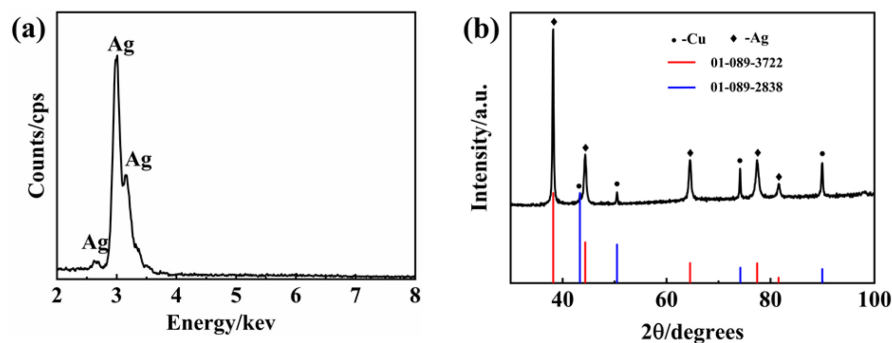 (a)
Ag
Ag
Ag
Counts/cps
2 3 4 5 6 7 8
Energy/kev
(b)
•-Cu ♦-Ag
01-089-3722
01-089-2838
Intensity/a.u.
40 60 80 100
2θ/degrees